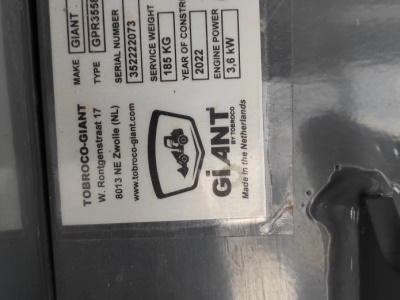 MAKE
GIANT
TYPE
GPR3558
SERIAL NUMBER
352222073
SERVICE WEIGHT
185 KG
YEAR OF CONSTR
2022
ENGINE POWER
3,6 kW
TOBROCO-GIANT
W. Rontgenstraat 17
8013 NE Zwolle (NL)
www.tobroco-giant.com
GiANT
BY TOBROCO
Made in the Netherlands